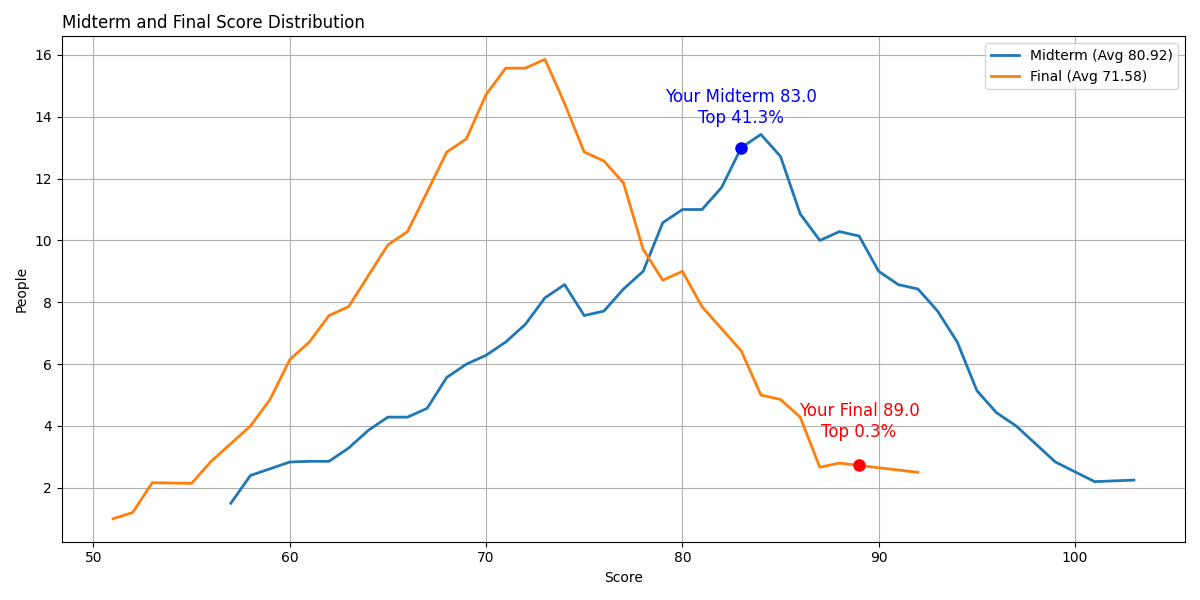 Midterm and Final Score Distribution
Midterm (Avg 80.92)
Final (Avg 71.58)
Your Midterm 83.0
Top 41.3%
Your Final 89.0
Top 0.3%
People
16
14
12
10
8
6
4
2
50 60 70 80 90 100
Score